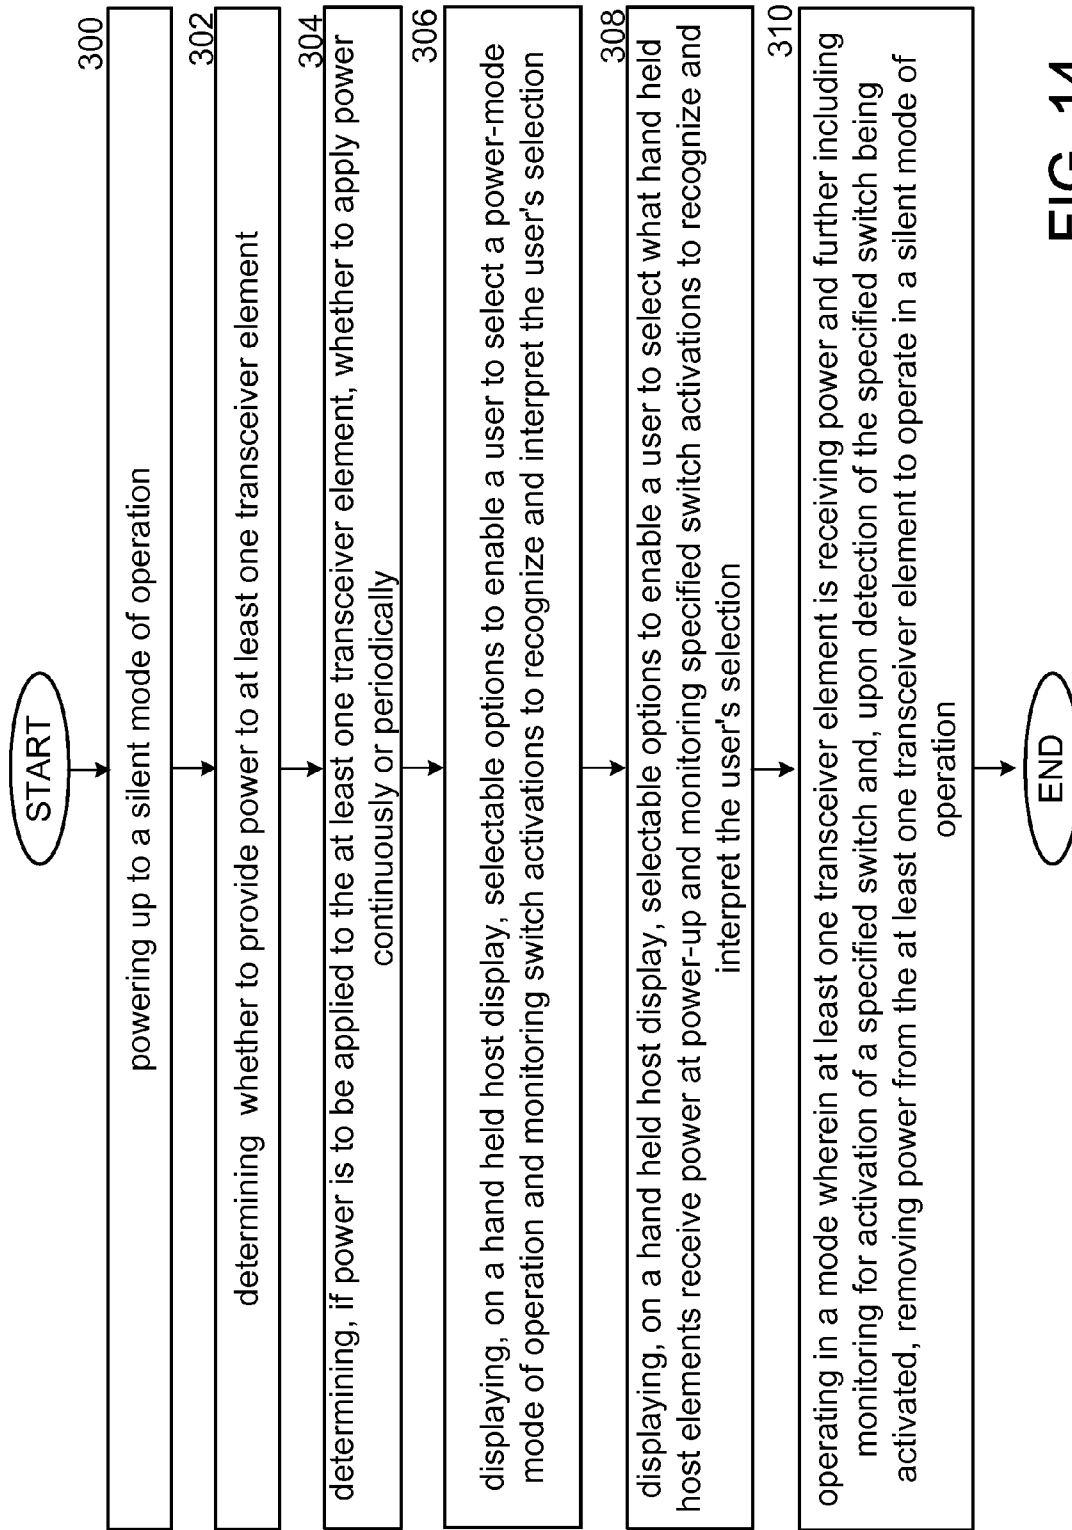 START
300
powering up to a silent mode of operation
302
determining whether to provide power to at least one transceiver element
304
determining, if power is to be applied to the at least one transceiver element, whether to apply power
continuously or periodically
306
displaying, on a hand held host display, selectable options to enable a user to select a power-mode
mode of operation and monitoring switch activations to recognize and interpret the user's selection
308
displaying, on a hand held host display, selectable options to enable a user to select what hand held
host elements receive power at power-up and monitoring specified switch activations to recognize and
interpret the user's selection
310
operating in a mode wherein at least one transceiver element is receiving power and further including
monitoring for activation of a specified switch and, upon detection of the specified switch being
activated, removing power from the at least one transceiver element to operate in a silent mode of
operation
END
FIG. 14